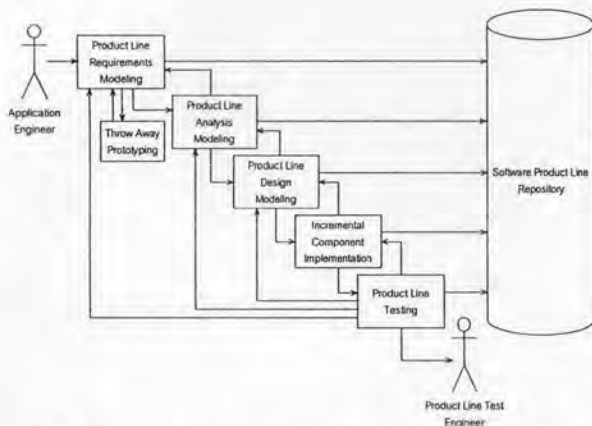 Product Line
Requirements
Modeling
Application
Engineer
Throw Away
Prototyping
Product Line
Analysis
Modeling
Product Line
Design
Modeling
Software Product Line
Repository
Incremental
Component
Implementation
Product Line
Testing
Product Line Test
Engineer